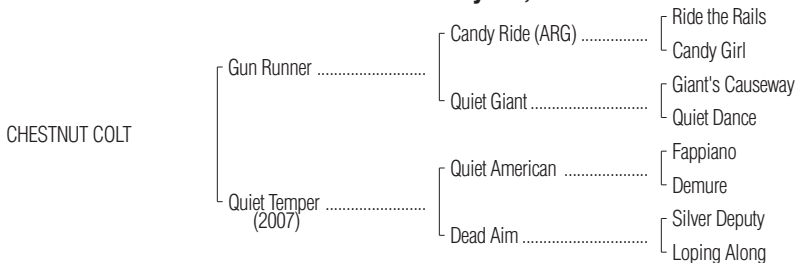 Ride the Rails
Candy Ride (ARG) ................
Candy Girl
Gun Runner ..........................
Giant's Causeway
Quiet Giant............................
Quiet Dance
CHESTNUT COLT
Fappiano
Quiet American ....................
Demure
Quiet Temper ..........................
(2007)
Silver Deputy
Dead Aim ..............................
Loping Along